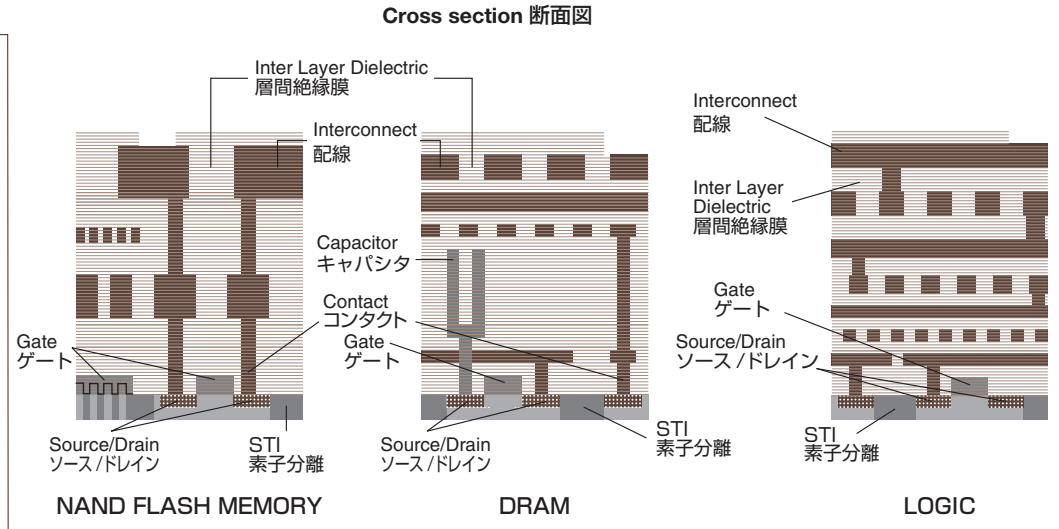 Cross section 断面図
Inter Layer Dielectric
層間絶縁膜
Interconnect
配線
Gate
ゲート
Source/Drain
ソース /ドレイン
STI
素子分離
NAND FLASH MEMORY
Capacitor
キャパシタ
Contact
コンタクト
Gate
ゲート
Source/Drain
ソース /ドレイン
STI
素子分離
DRAM
Interconnect
配線
Inter Layer
Dielectric
層間絶縁膜
Gate
ゲート
Source/Drain
ソース /ドレイン
STI
素子分離
LOGIC